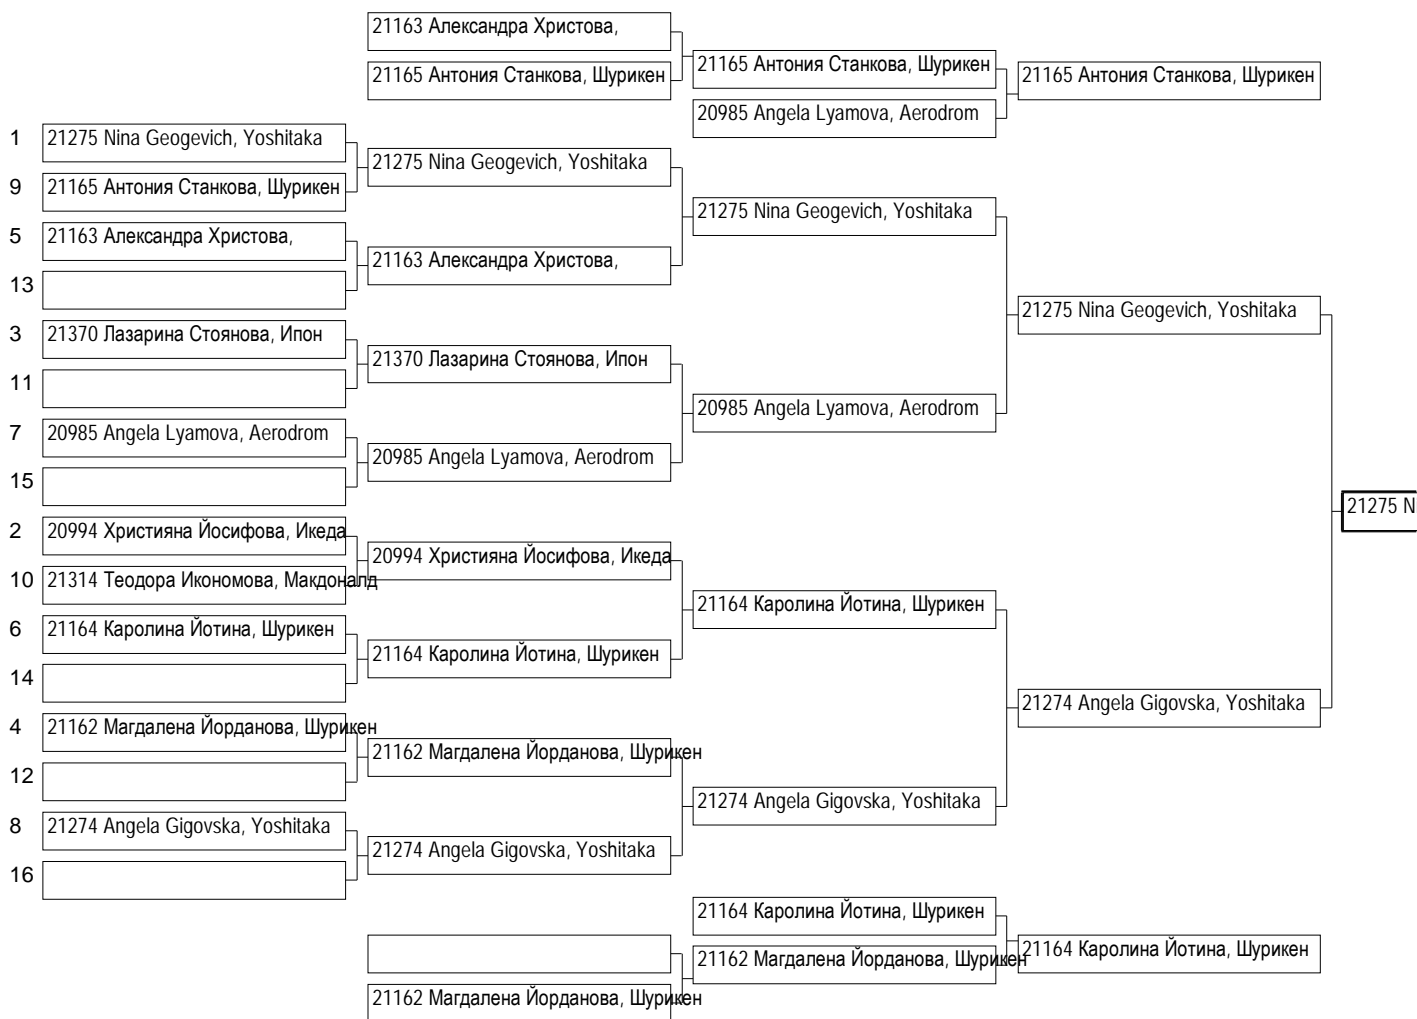 21163 Александра Христова,
21165 Антония Станкова, Шурикен
21165 Антония Станкова, Шурикен
20985 Angela Lyamova, Aerodrom
21165 Антония Станкова, Шурикен
1 21275 Nina Geogevich, Yoshitaka
9 21165 Антония Станкова, Шурикен
5 21163 Александра Христова,
13
3 21370 Лазарина Стоянова, Ипон
11
7 20985 Angela Lyamova, Aerodrom
15
2 20994 Християна Йосифова, Икеда
10 21314 Теодора Икономова, Макдоналд
6 21164 Каролина Йотина, Шурикен
14
4 21162 Магдалена Йорданова, Шурикен
12
8 21274 Angela Gigovska, Yoshitaka
16
21275 Nina Geogevich, Yoshitaka
21163 Александра Христова,
21370 Лазарина Стоянова, Ипон
20985 Angela Lyamova, Aerodrom
20994 Християна Йосифова, Икеда
21164 Каролина Йотина, Шурикен
21162 Магдалена Йорданова, Шурикен
21274 Angela Gigovska, Yoshitaka
21275 Nina Geogevich, Yoshitaka
20985 Angela Lyamova, Aerodrom
21164 Каролина Йотина, Шурикен
21274 Angela Gigovska, Yoshitaka
21275 Nina Geogevich, Yoshitaka
21274 Angela Gigovska, Yoshitaka
21275 N
21162 Магдалена Йорданова, Шурикен
21164 Каролина Йотина, Шурикен
21162 Магдалена Йорданова, Шурикен
21164 Каролина Йотина, Шурикен